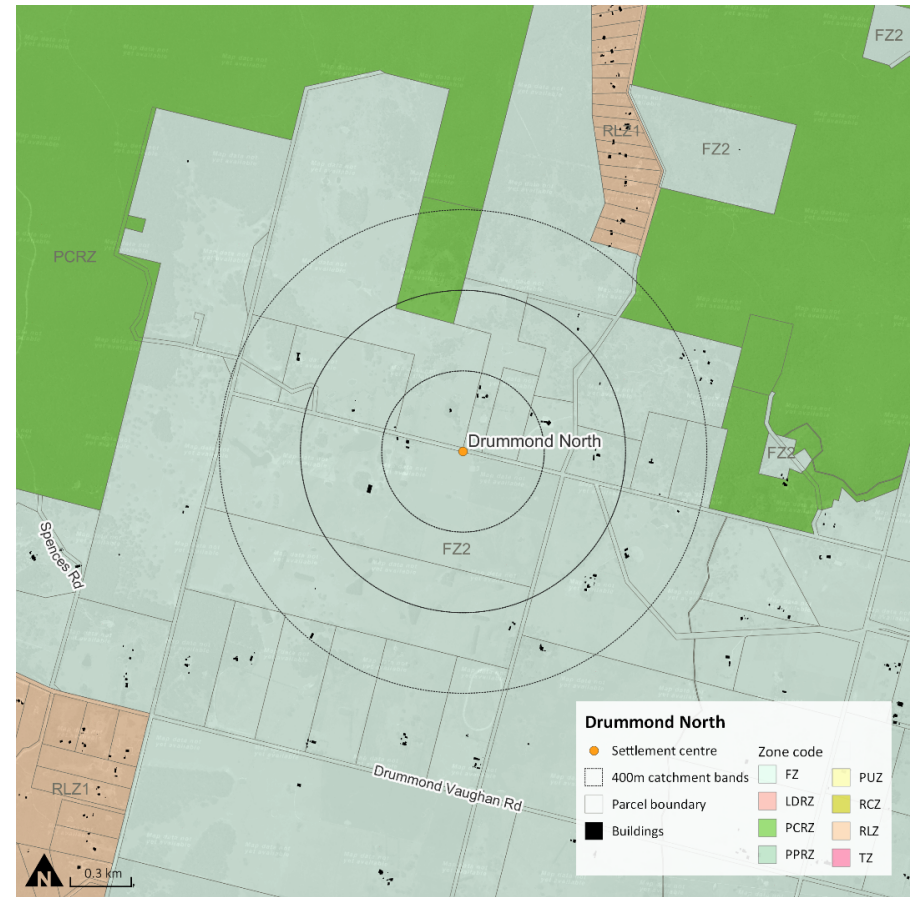 FZ2
RLZ1
FZ2
PCRZ
Drummond North
FZ2
FZ2
Spences Rd
Drummond Vaughan Rd
RLZ1
N
0.3 km
Drummond North
Settlement centre
400m catchment bands
Parcel boundary
Buildings
Zone code
FZ
LDRZ
PCRZ
PPRZ
PUZ
RCZ
RLZ
TZ